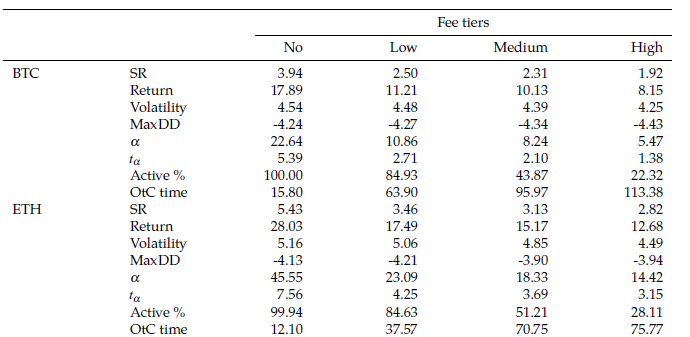 Fee tiers
No Low Medium High
BTC SR 3.94 2.50 2.31 1.92
Return 17.89 11.21 10.13 8.15
Volatility 4.54 4.48 4.39 4.25
MaxDD -4.24 -4.27 -4.34 -4.43
α 22.64 10.86 8.24 5.47
tα 5.39 2.71 2.10 1.38
Active % 100.00 84.93 43.87 22.32
OtC time 15.80 63.90 95.97 113.38
ETH SR 5.43 3.46 3.13 2.82
Return 28.03 17.49 15.17 12.68
Volatility 5.16 5.06 4.85 4.49
MaxDD -4.13 -4.21 -3.90 -3.94
α 45.55 23.09 18.33 14.42
tα 7.56 4.25 3.69 3.15
Active % 99.94 84.63 51.21 28.11
OtC time 12.10 37.57 70.75 75.77